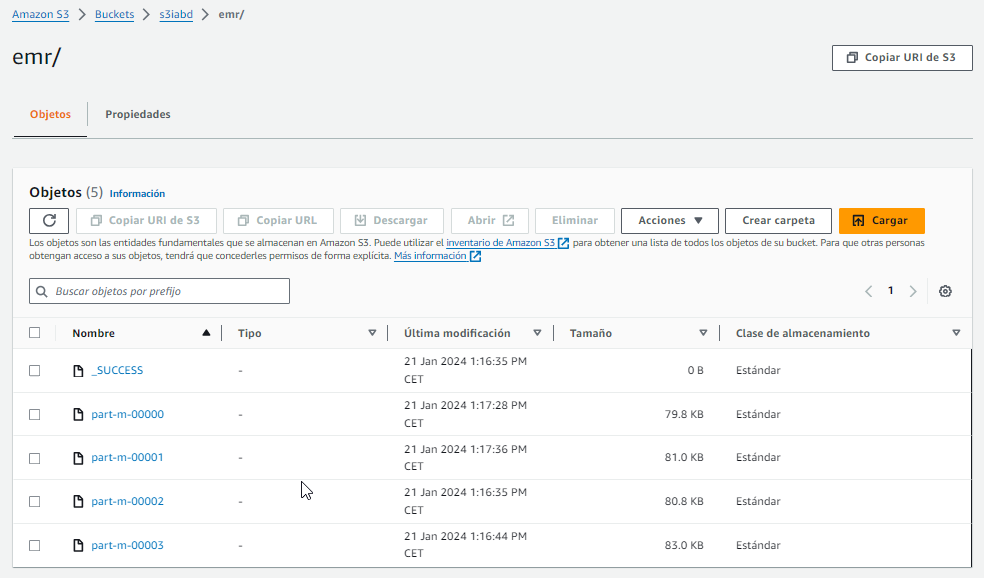 Amazon S3 > Buckets > s3iabd > emr/
emr/
Copiar URI de S3
Objetos Propiedades
Objetos (5) Información
Copiar URI de S3 Copiar URL Descargar Abrir Eliminar Acciones Crear carpeta Cargar
Los objetos son las entidades fundamentales que se almacenan en Amazon S3. Puede utilizar el inventario de Amazon S3 para obtener una lista de todos los objetos de su bucket. Para que otras personas
obtengan acceso a sus objetos, tendrá que concederles permisos de forma explícita. Más información
Buscar objetos por prefijo
1
Nombre Tipo Última modificación Tamaño Clase de almacenamiento
_SUCCESS - 21 Jan 2024 1:16:35 PM 0 B Estándar
CET
part-m-00000 - 21 Jan 2024 1:17:28 PM 79.8 KB Estándar
CET
part-m-00001 - 21 Jan 2024 1:17:36 PM 81.0 KB Estándar
CET
part-m-00002 - 21 Jan 2024 1:16:35 PM 80.8 KB Estándar
CET
part-m-00003 - 21 Jan 2024 1:16:44 PM 83.0 KB Estándar
CET